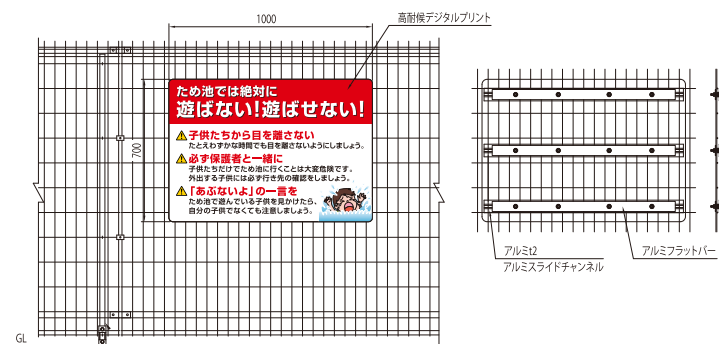 1000
高耐候デジタルプリント
700
ため池では絶対に
遊ばない!遊ばせない!
子供たちから目を離さない
たとえわずかな時間でも目を離さないようにしましょう。
必ず保護者と一緒に
子供たちだけでため池に行くことは大変危険です。
外出する子供には必ず行き先の確認をしましょう。
「あぶないよ」の一言を
ため池で遊んでいる子供を見かけたら、
自分の子供でなくても注意しましょう。
アルミt2
アルミスライドチャンネル
アルミフラットバー
GL